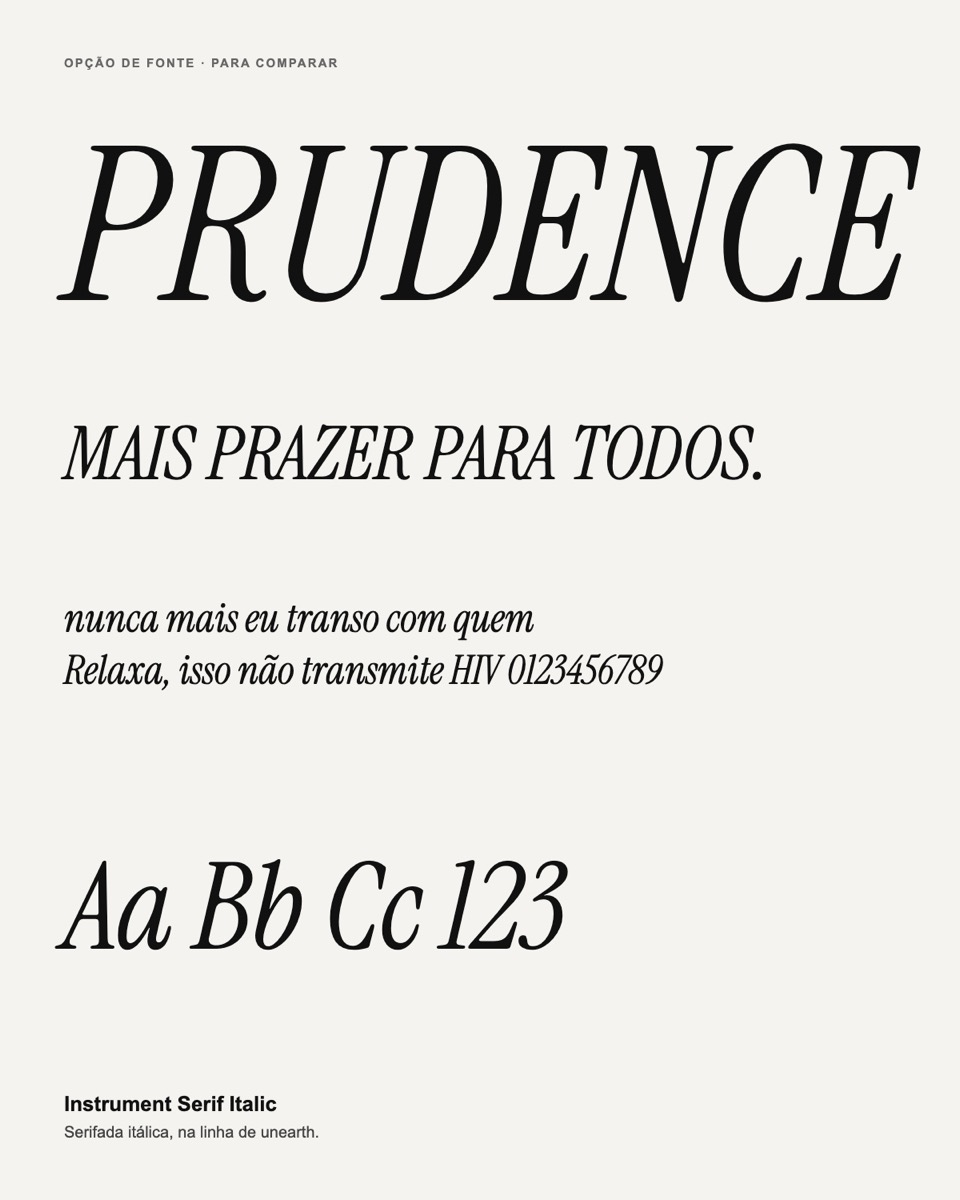 OPÇÃO DE FONTE · PARA COMPARAR
PRUDENCE
MAIS PRAZER PARA TODOS.
nunca mais eu transo com quem
Relaxa, isso não transmite HIV 0123456789
Aa Bb Cc 123
Instrument Serif Italic
Serifada itálica, na linha de unearth.